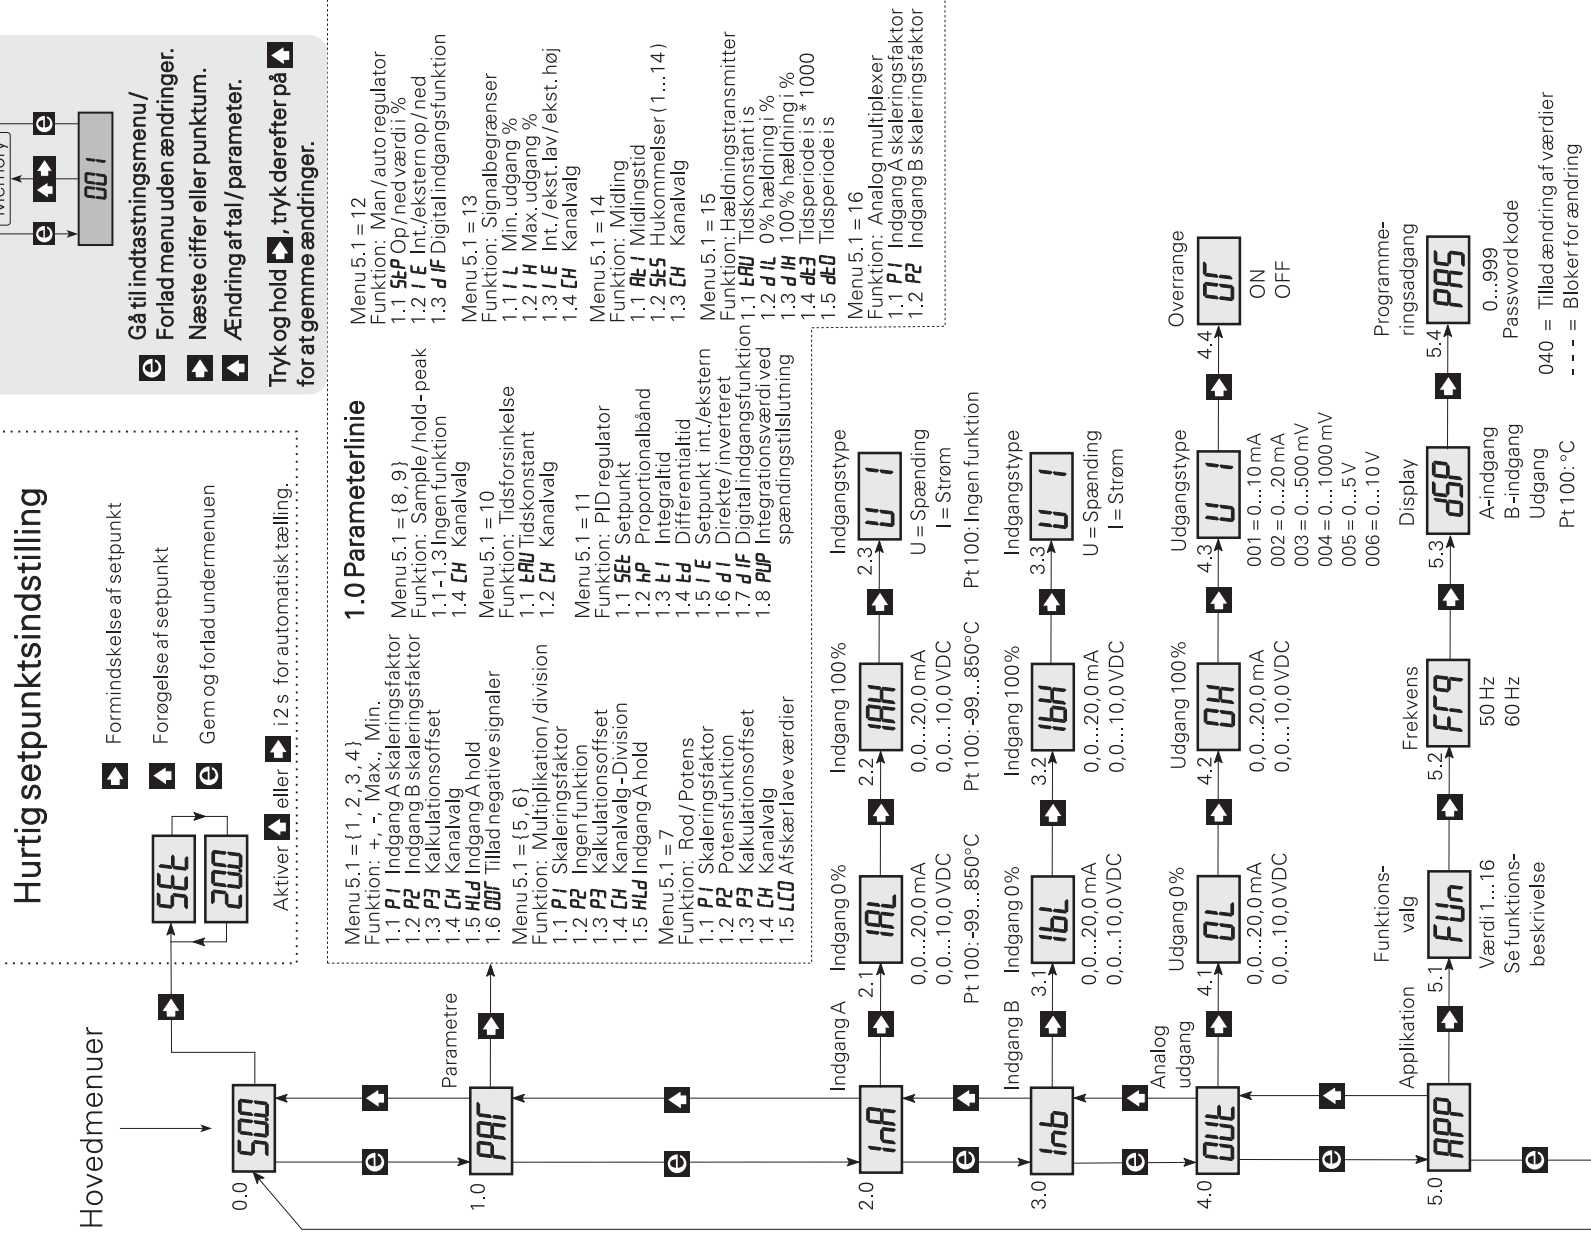 Hurtig setpunktsindstilling
Formindskelse af setpunkt
Forøgelse af setpunkt
Gem og forlad undermenuen
SEt
20.0
Aktiver eller i 2 s for automatisk tælling.
Memory
e
e
001
e Gå til indtastningsmenu /
Forlad menu uden ændringer.
Næste ciffer eller punktum.
Ændring af tal / parameter.
Tryk og hold , tryk derefter på
for at gemme ændringer.
Hovedmenuer
0.0
50.0
e
1.0 Parameterlinie
Menu 5.1 = {1, 2, 3, 4}
Funktion: +, -, Max., Min.
1.1 P1 Indgang A skaleringsfaktor
1.2 P2 Indgang B skaleringsfaktor
1.3 P3 Kalkulationsoffset
1.4 CH Kanalvalg
1.5 HLd Indgang A hold
1.6 00r Tillad negative signaler
Menu 5.1 = {5, 6}
Funktion: Multiplikation / division
1.1 P1 Skaleringsfaktor
1.2 P2 Ingen funktion
1.3 P3 Kalkulationsoffset
1.4 CH Kanalvalg - Division
1.5 HLd Indgang A hold
Menu 5.1 = 7
Funktion: Rod / Potens
1.1 P1 Skaleringsfaktor
1.2 P2 Potensfunktion
1.3 P3 Kalkulationsoffset
1.4 CH Kanalvalg
1.5 LC0 Afskær lave værdier
Menu 5.1 = {8, 9}
Funktion: Sample / hold - peak
1.1 - 1.3 Ingen funktion
1.4 CH Kanalvalg
Menu 5.1 = 10
Funktion: Tidsforsinkelse
1.1 tAU Tidskonstant
1.2 CH Kanalvalg
Menu 5.1 = 11
Funktion: PID regulator
1.1 SEt Setpunkt
1.2 hP Proportionalbånd
1.3 t I Integraltid
1.4 td Differentialtid
1.5 I E Setpunkt int./ekstern
1.6 d I Direkte / inverteret
1.7 d IF Digital indgangsfunktion
1.8 PUP Integrationsværdi ved
spændingstilslutning
Menu 5.1 = 12
Funktion: Man / auto regulator
1.1 StP Op / ned værdi i %
1.2 I E Int./ekstern op / ned
1.3 d IF Digital indgangsfunktion
Menu 5.1 = 13
Funktion: Signalbegrænser
1.1 I L Min. udgang %
1.2 I H Max. udgang %
1.3 I E Int. / ekst. lav / ekst. høj
1.4 CH Kanalvalg
Menu 5.1 = 14
Funktion: Midling
1.1 At I Midlingstid
1.2 StS Hukommelser (1...14)
1.3 CH Kanalvalg
Menu 5.1 = 15
Funktion: Hældningstransmitter
1.1 tAU Tidskonstant i s
1.2 d IL 0% hældning i %
1.3 d IH 100% hældning i %
1.4 dt3 Tidsperiode i s * 1000
1.5 dt0 Tidsperiode i s
Menu 5.1 = 16
Funktion: Analog multiplexer
1.1 P1 Indgang A skaleringsfaktor
1.2 P2 Indgang B skaleringsfaktor
1.0
PAr
Parametre
e
2.0
InA
Indgang A
2.1
Indgang 0%
IAL
0,0...20,0 mA
0,0...10,0 VDC
Pt100: -99...850°C
2.2
Indgang 100%
IAH
0,0...20,0 mA
0,0...10,0 VDC
Pt100: -99...850°C
2.3
Indgangstype
U I
U = Spænding
I = Strøm
Pt100: Ingen funktion
e
3.0
Inb
Indgang B
3.1
Indgang 0%
IbL
0,0...20,0 mA
0,0...10,0 VDC
3.2
Indgang 100%
IbH
0,0...20,0 mA
0,0...10,0 VDC
3.3
Indgangstype
U I
U = Spænding
I = Strøm
e
4.0
OUt
Analog
udgang
4.1
Udgang 0%
OL
0,0...20,0 mA
0,0...10,0 VDC
4.2
Udgang 100%
OH
0,0...20,0 mA
0,0...10,0 VDC
4.3
Udgangstype
U I
001 = 0...10 mA
002 = 0...20 mA
003 = 0...500 mV
004 = 0...1000 mV
005 = 0...5 V
006 = 0...10 V
4.4
Overrange
Or
ON
OFF
e
5.0
APP
Applikation
5.1
Funktions-
valg
FUn
Værdi 1...16
Se funktions-
beskrivelse
5.2
Frekvens
Frq
50 Hz
60 Hz
5.3
Display
dSP
A-indgang
B-indgang
Udgang
Pt100: °C
5.4
Programme-
ringsadgang
PAS
0...999
Password kode
040 = Tillad ændring af værdier
- - - - = Bloker for ændring
e